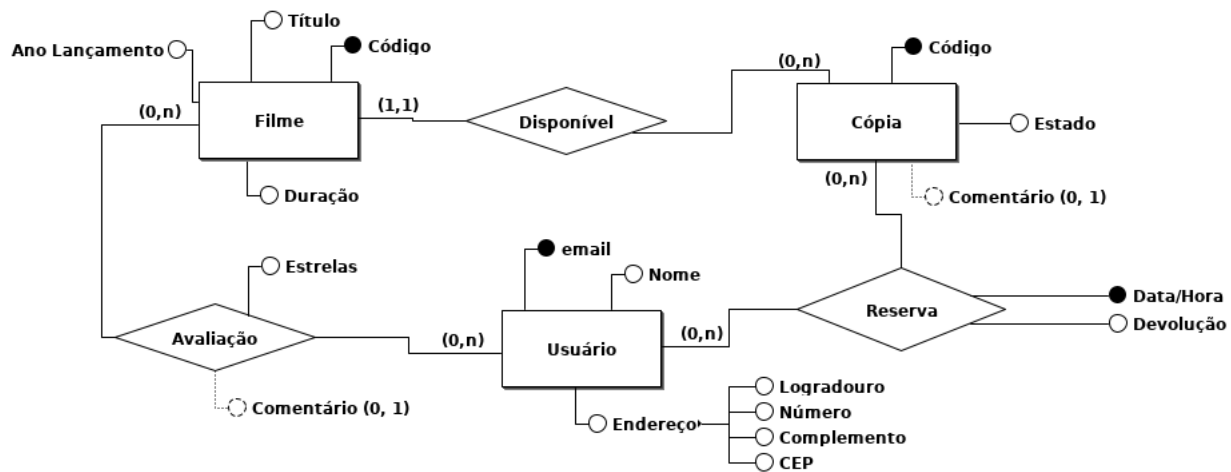 Título
Ano Lançamento
Código
Código
(0,n)
(0,n)
(1,1)
Filme
Disponível
Cópia
Estado
(0,n)
Duração
Comentário (0, 1)
email
Estrelas
Nome
Data/Hora
Reserva
Devolução
Avaliação
(0,n)
Usuário
(0,n)
Logradouro
Comentário (0, 1)
Número
Endereço
Complemento
CEP